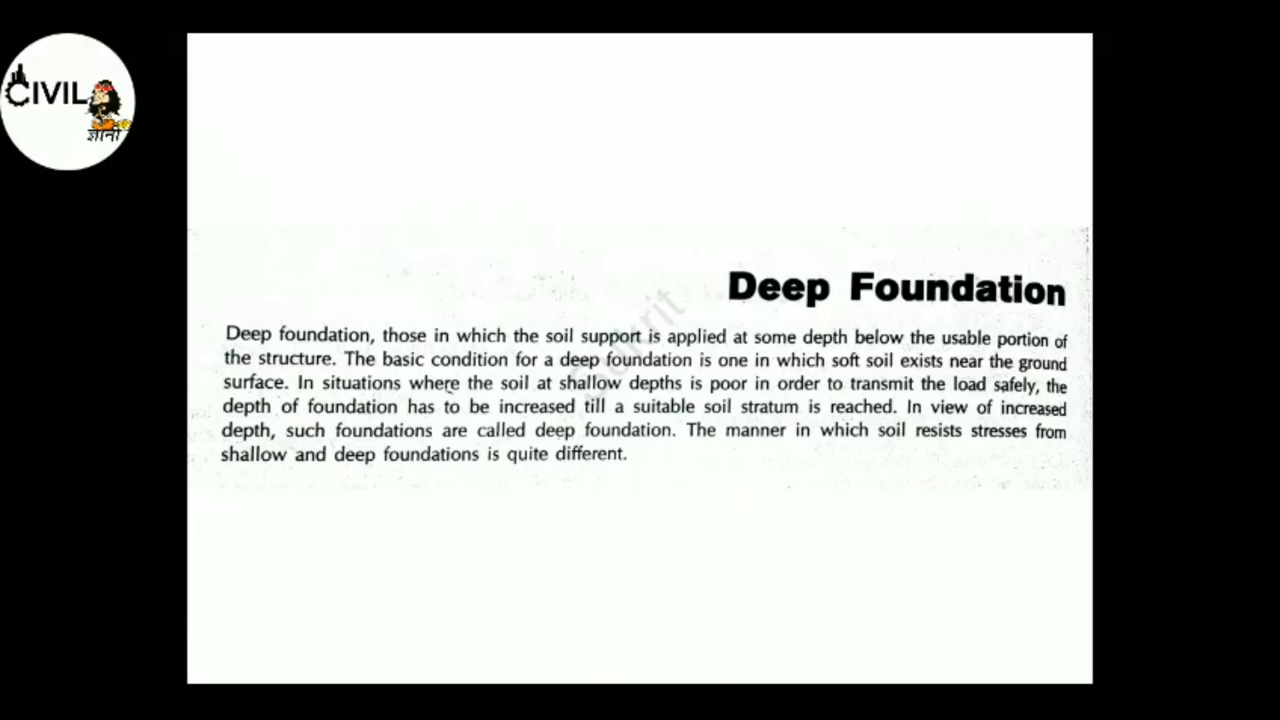 CIVIL
ज्ञानी
Deep Foundation
Deep foundation, those in which the soil support is applied at some depth below the usable portion of
the structure. The basic condition for a deep foundation is one in which soft soil exists near the ground
surface. In situations where the soil at shallow depths is poor in order to transmit the load safely, the
depth of foundation has to be increased till a suitable soil stratum is reached. In view of increased
depth, such foundations are called deep foundation. The manner in which soil resists stresses from
shallow and deep foundations is quite different.